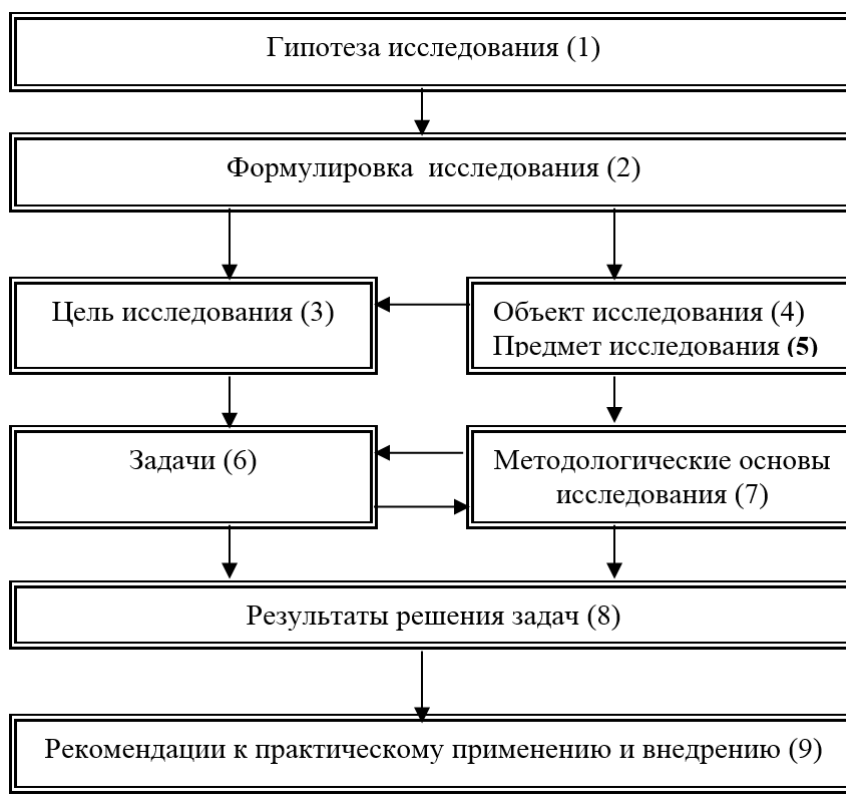 Гипотеза исследования (1)
Формулировка исследования (2)
Цель исследования (3)
Объект исследования (4)
Предмет исследования (5)
Задачи (6)
Методологические основы
исследования (7)
Результаты решения задач (8)
Рекомендации к практическому применению и внедрению (9)